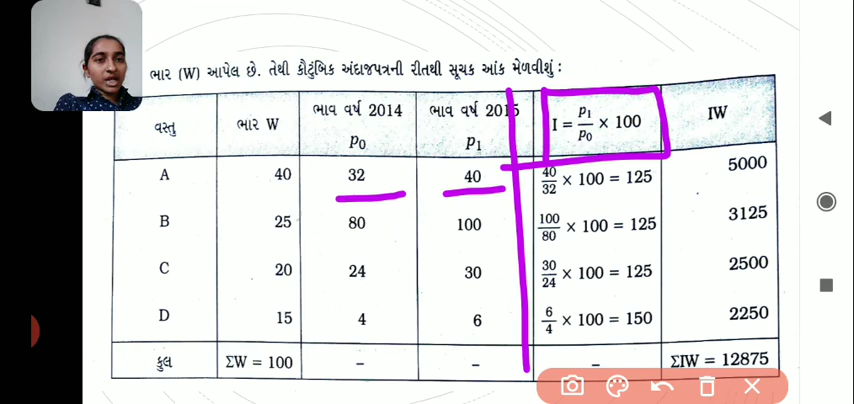 ભાર (W) આપેલ છે. તેથી કૌટુંબિક અંદાજપત્રની રીતથી સૂચક આંક મેળવીશું :
વસ્તુ ભાર W ભાવ વર્ષ 2014 p₀ ભાવ વર્ષ 2015 p₁ I = p₁/p₀ × 100 IW
A 40 32 40 40/32 × 100 = 125 5000
B 25 80 100 100/80 × 100 = 125 3125
C 20 24 30 30/24 × 100 = 125 2500
D 15 4 6 6/4 × 100 = 150 2250
કુલ ΣW = 100 – – – ΣIW = 12875